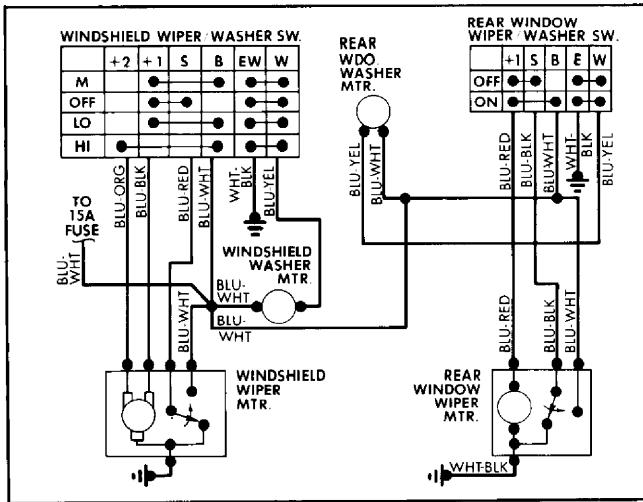 WINDSHIELD WIPER/WASHER SW.
+2 +1 S B EW W
M
OFF
LO
HI
REAR
WDO.
WASHER
MTR.
REAR WINDOW
WIPER/WASHER SW.
+1 S B E W
OFF
ON
BLU-ORG
BLU-BLK
BLU-RED
BLU-WHT
WHT-
BLK
BLU-YEL
BLU-YEL
BLU-WHT
BLU-RED
BLU-BLK
BLU-WHT
WHT-
BLK
BLU-YEL
TO
15A
FUSE
BLU-
WHT
WINDSHIELD
WASHER
MTR.
BLU-
WHT
BLU-
WHT
BLU-WHT
BLU-RED
BLU-BLK
BLU-WHT
WINDSHIELD
WIPER
MTR.
REAR
WINDOW
WIPER
MTR.
WHT-BLK